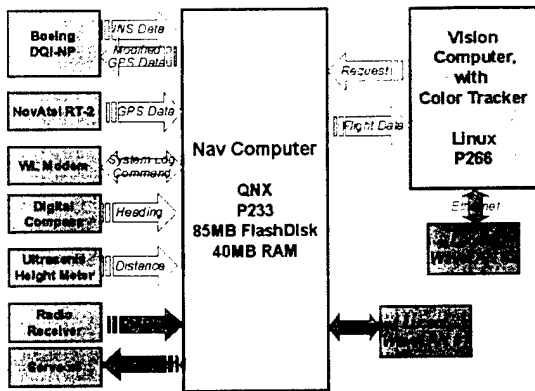 Boeing
DQI-NP
INS Data
Modified
GPS Data
NovAtel RT-2
GPS Data
WL Modem
System Log
Command
Digital
Compass
Heading
Ultrasonic
Height Meter
Distance
Radio
Receiver
Servos
Nav Computer
QNX
P233
85MB FlashDisk
40MB RAM
Request
Flight Data
Vision
Computer,
with
Color Tracker
Linux
P266
Ethernet